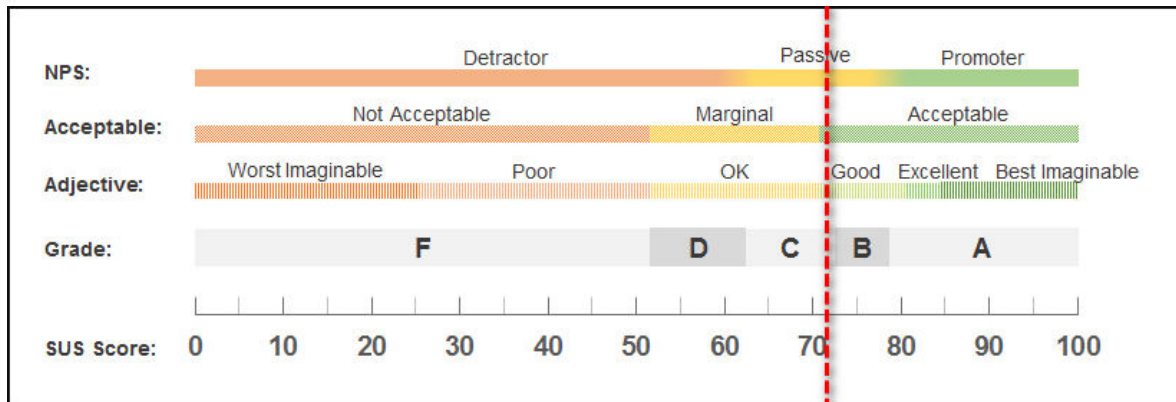 NPS: Detractor Passive Promoter
Acceptable: Not Acceptable Marginal Acceptable
Adjective: Worst Imaginable Poor OK Good Excellent Best Imaginable
Grade: F D C B A
SUS Score: 0 10 20 30 40 50 60 70 80 90 100